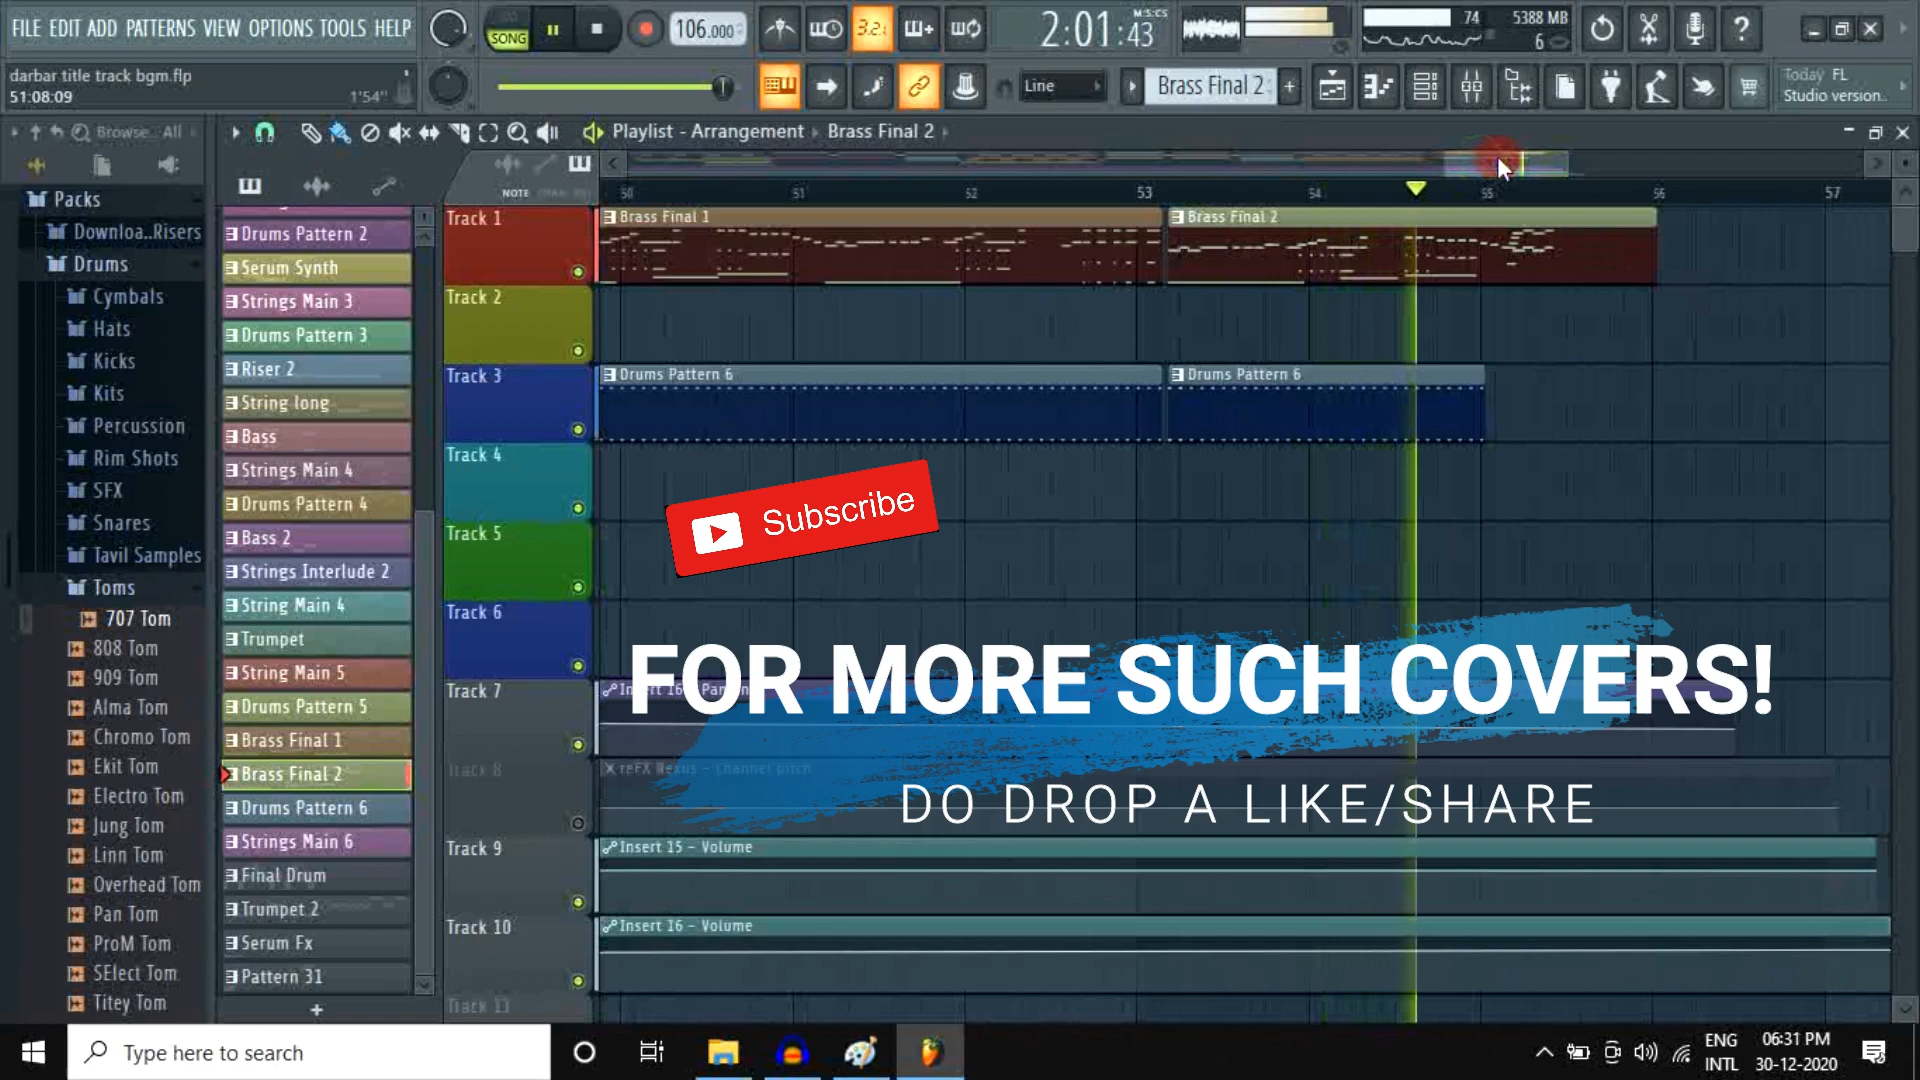 FILE EDIT ADD PATTERNS VIEW OPTIONS TOOLS HELP
SONG
106.000
3.2.
2:01:43
M:S:CS
74
5388 MB
6
darbar title track bgm.flp
51:08:09
1'54"
Line
Brass Final 2
Today FL
Studio version..
Browse All
Playlist - Arrangement
Brass Final 2
NOTE
50
51
52
53
54
55
56
57
Packs
Downloa..Risers
Drums
Cymbals
Hats
Kicks
Kits
Percussion
Rim Shots
SFX
Snares
Tavil Samples
Toms
707 Tom
808 Tom
909 Tom
Alma Tom
Chromo Tom
Ekit Tom
Electro Tom
Jung Tom
Linn Tom
Overhead Tom
Pan Tom
ProM Tom
SElect Tom
Titey Tom
Drums Pattern 2
Serum Synth
Strings Main 3
Drums Pattern 3
Riser 2
String long
Bass
Strings Main 4
Drums Pattern 4
Bass 2
Strings Interlude 2
String Main 4
Trumpet
String Main 5
Drums Pattern 5
Brass Final 1
Brass Final 2
Drums Pattern 6
Strings Main 6
Final Drum
Trumpet 2
Serum Fx
Pattern 31
Track 1
Brass Final 1
Brass Final 2
Track 2
Track 3
Drums Pattern 6
Drums Pattern 6
Track 4
Track 5
Track 6
Track 7
Track 8
reFX Nexus - Channel pitch
Track 9
Insert 15 - Volume
Track 10
Insert 16 - Volume
Track 11
Subscribe
FOR MORE SUCH COVERS!
DO DROP A LIKE/SHARE
Type here to search
ENG
INTL
06:31 PM
30-12-2020